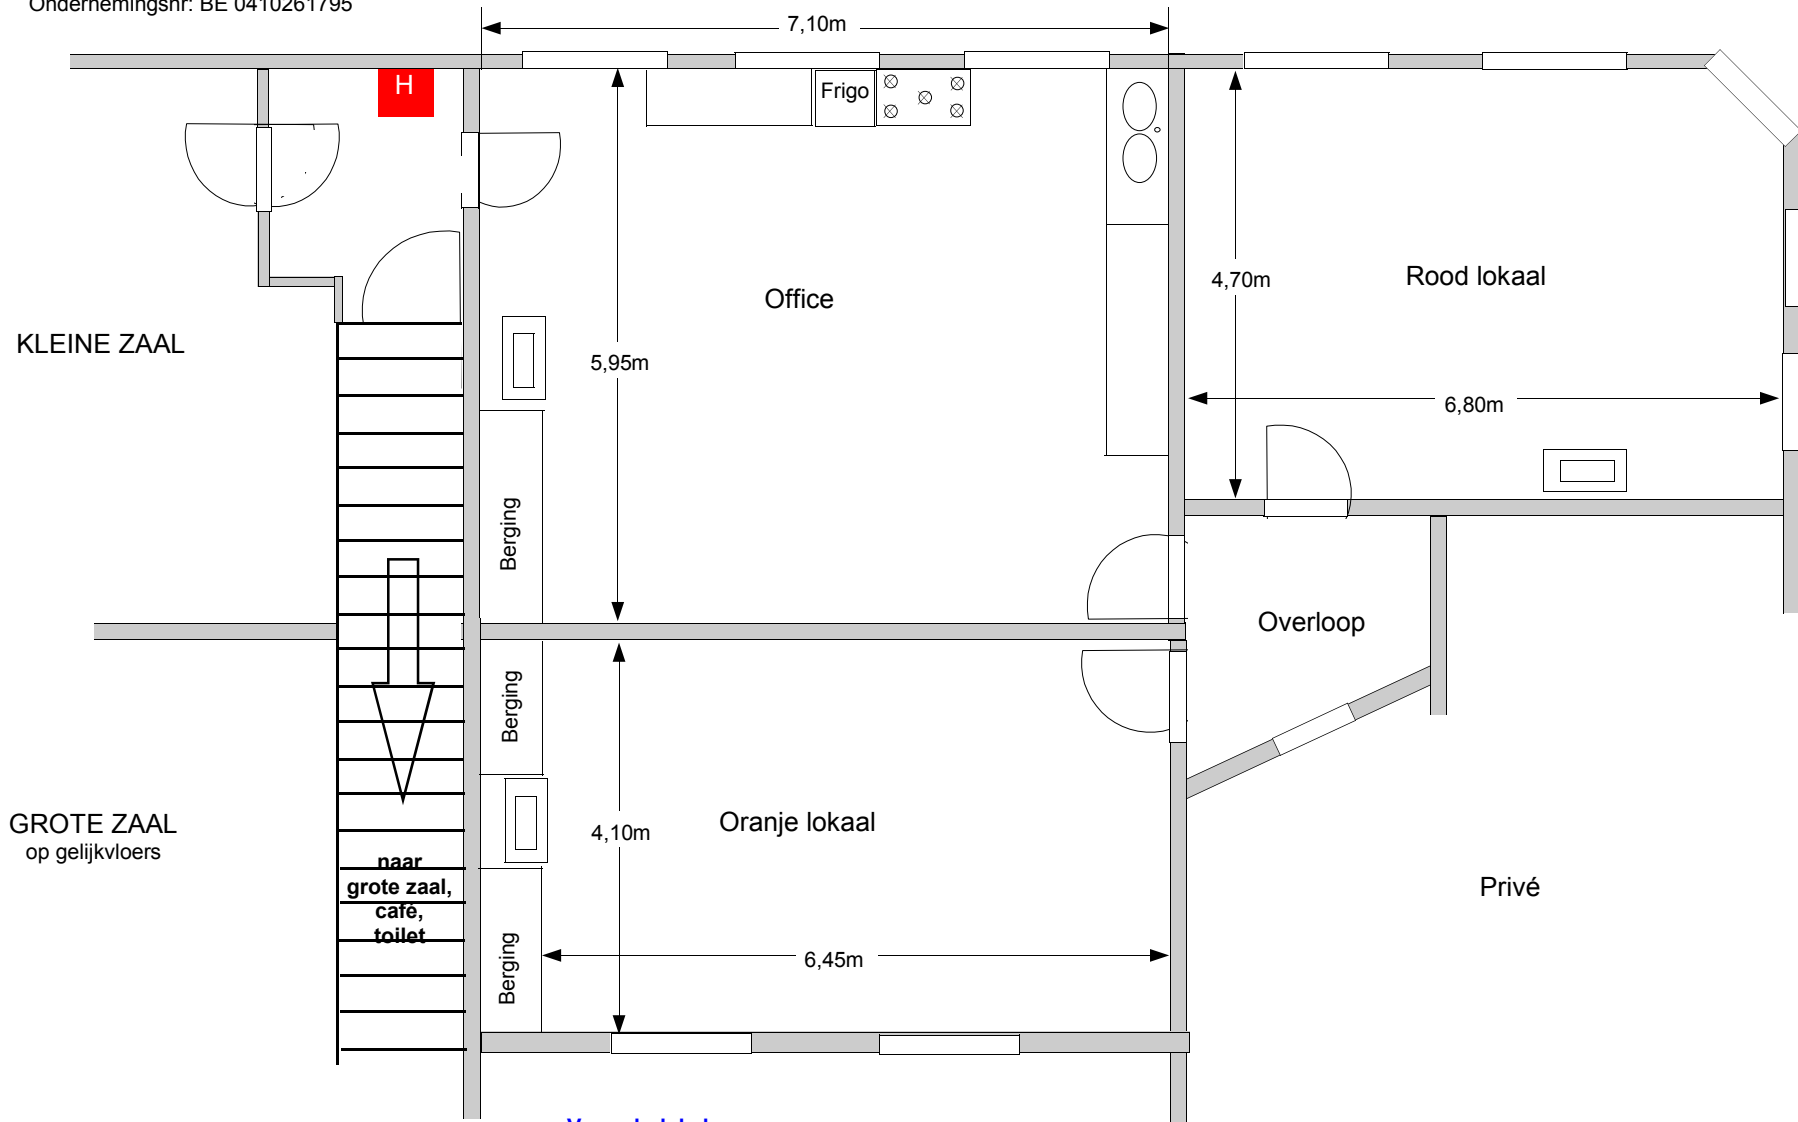 Ondernemingsnr: BE 0410261795
7,10m
H
Frigo
Office
4,70m
Rood lokaal
KLEINE ZAAL
5,95m
6,80m
Berging
Overloop
Berging
GROTE ZAAL
op gelijkvloers
4,10m
Oranje lokaal
naar
grote zaal,
café,
toilet
Privé
Berging
6,45m